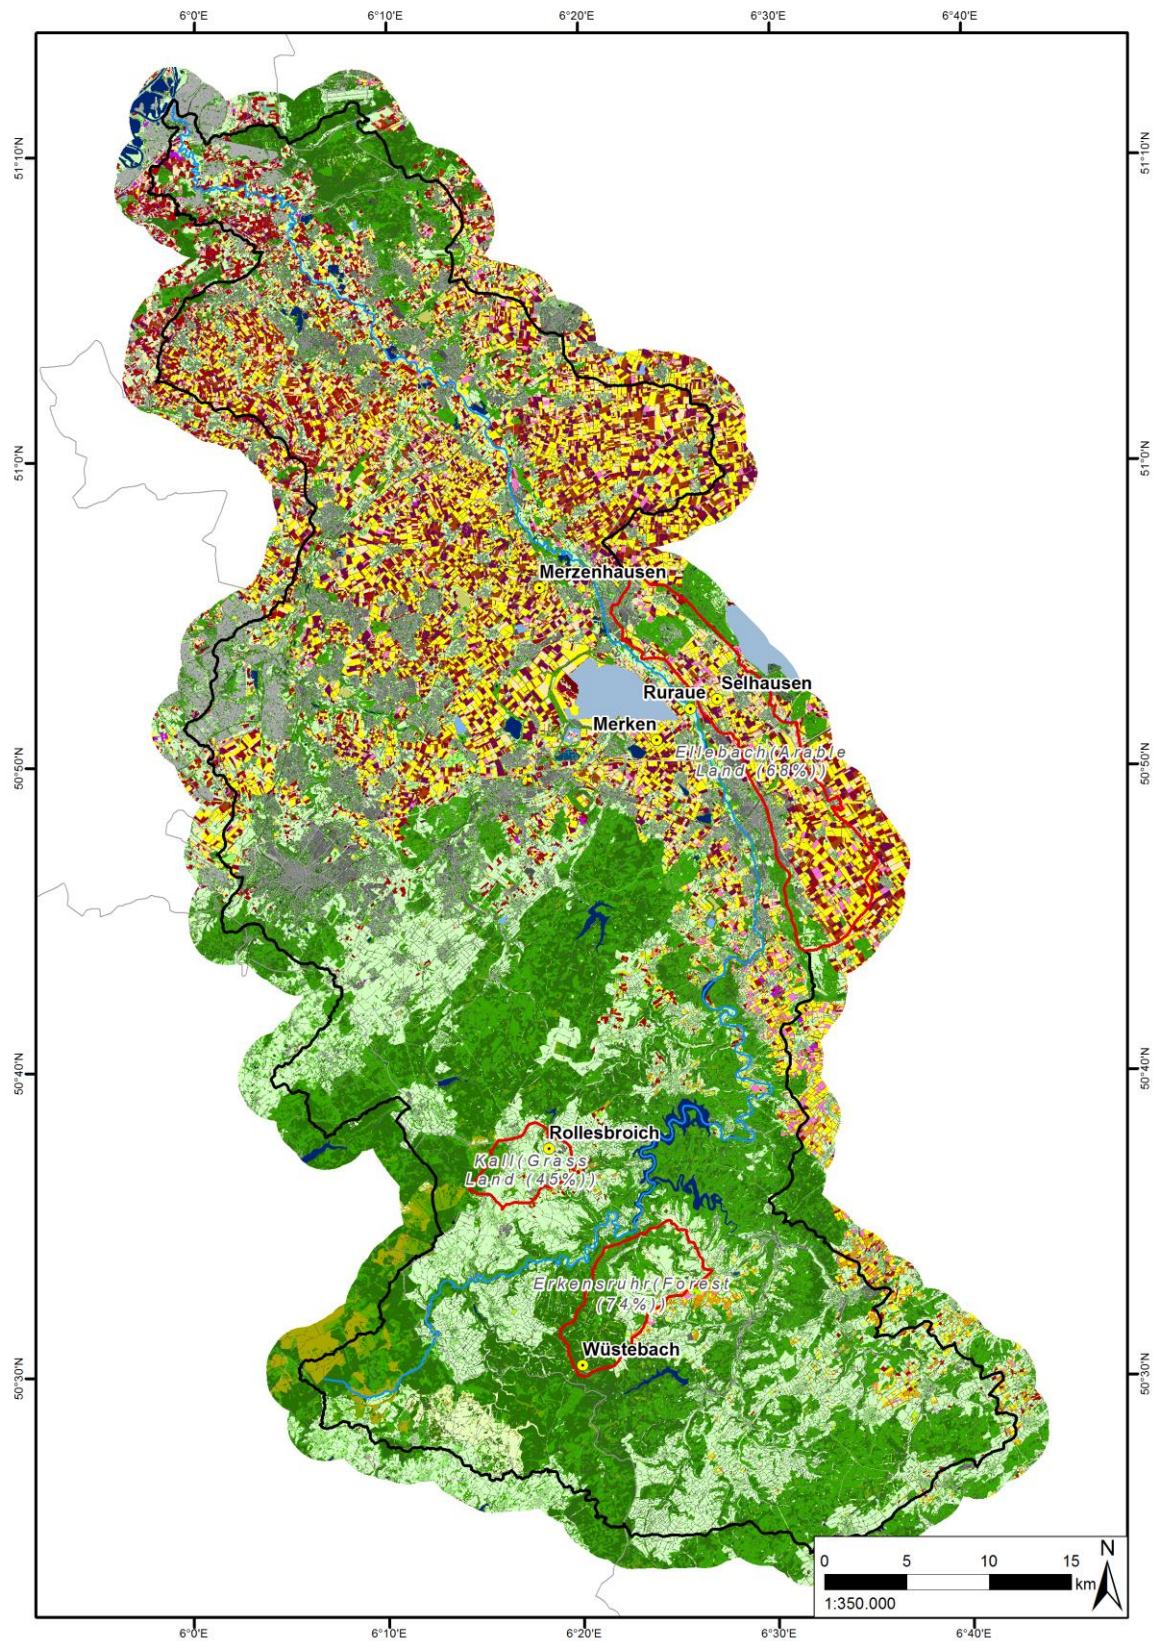 6°0'E 6°10'E 6°20'E 6°30'E 6°40'E
51°10'N 51°10'N
51°0'N 51°0'N
Merzenhausen
Selhausen
Ruraue
Merken
Ellebach(Arable
Land (68%))
50°50'N 50°50'N
50°40'N 50°40'N
Rollesbroich
Kall(Grass
Land (45%))
Erkensruhr(Forest
(74%))
Wüstebach
50°30'N 50°30'N
N
0 5 10 15
km
1:350.000
6°0'E 6°10'E 6°20'E 6°30'E 6°40'E